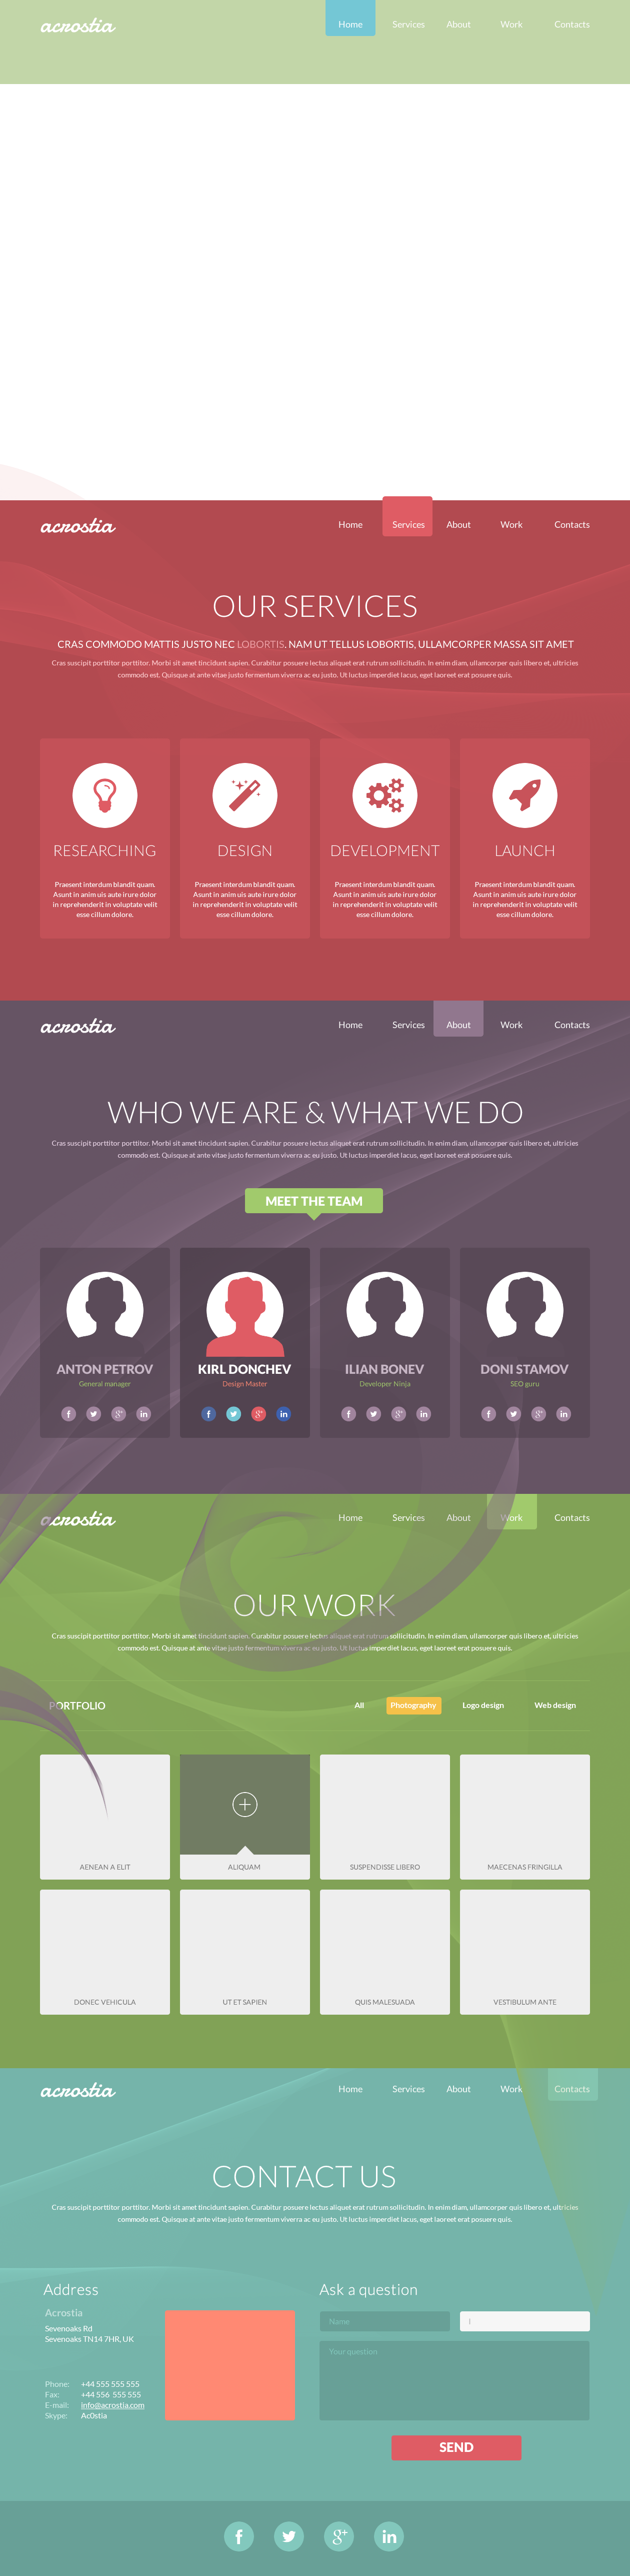 acrostia Home Services About Work Contacts
acrostia Home Services About Work Contacts
OUR SERVICES
CRAS COMMODO MATTIS JUSTO NEC LOBORTIS. NAM UT TELLUS LOBORTIS, ULLAMCORPER MASSA SIT AMET
Cras suscipit porttitor porttitor. Morbi sit amet tincidunt sapien. Curabitur posuere lectus aliquet erat rutrum sollicitudin. In enim diam, ullamcorper quis libero et, ultricies
commodo est. Quisque at ante vitae justo fermentum viverra ac eu justo. Ut luctus imperdiet lacus, eget laoreet erat posuere quis.
RESEARCHING
Praesent interdum blandit quam.
Asunt in anim uis aute irure dolor
in reprehenderit in voluptate velit
esse cillum dolore.
DESIGN
Praesent interdum blandit quam.
Asunt in anim uis aute irure dolor
in reprehenderit in voluptate velit
esse cillum dolore.
DEVELOPMENT
Praesent interdum blandit quam.
Asunt in anim uis aute irure dolor
in reprehenderit in voluptate velit
esse cillum dolore.
LAUNCH
Praesent interdum blandit quam.
Asunt in anim uis aute irure dolor
in reprehenderit in voluptate velit
esse cillum dolore.
acrostia Home Services About Work Contacts
WHO WE ARE & WHAT WE DO
Cras suscipit porttitor porttitor. Morbi sit amet tincidunt sapien. Curabitur posuere lectus aliquet erat rutrum sollicitudin. In enim diam, ullamcorper quis libero et, ultricies
commodo est. Quisque at ante vitae justo fermentum viverra ac eu justo. Ut luctus imperdiet lacus, eget laoreet erat posuere quis.
MEET THE TEAM
ANTON PETROV
General manager
KIRL DONCHEV
Design Master
ILIAN BONEV
Developer Ninja
DONI STAMOV
SEO guru
acrostia Home Services About Work Contacts
OUR WORK
Cras suscipit porttitor porttitor. Morbi sit amet tincidunt sapien. Curabitur posuere lectus aliquet erat rutrum sollicitudin. In enim diam, ullamcorper quis libero et, ultricies
commodo est. Quisque at ante vitae justo fermentum viverra ac eu justo. Ut luctus imperdiet lacus, eget laoreet erat posuere quis.
PORTFOLIO All Photography Logo design Web design
AENEAN A ELIT ALIQUAM SUSPENDISSE LIBERO MAECENAS FRINGILLA
DONEC VEHICULA UT ET SAPIEN QUIS MALESUADA VESTIBULUM ANTE
acrostia Home Services About Work Contacts
CONTACT US
Cras suscipit porttitor porttitor. Morbi sit amet tincidunt sapien. Curabitur posuere lectus aliquet erat rutrum sollicitudin. In enim diam, ullamcorper quis libero et, ultricies
commodo est. Quisque at ante vitae justo fermentum viverra ac eu justo. Ut luctus imperdiet lacus, eget laoreet erat posuere quis.
Address
Acrostia
Sevenoaks Rd
Sevenoaks TN14 7HR, UK
Phone: +44 555 555 555
Fax: +44 556 555 555
E-mail: info@acrostia.com
Skype: Ac0stia
Ask a question
Name
Your question
SEND